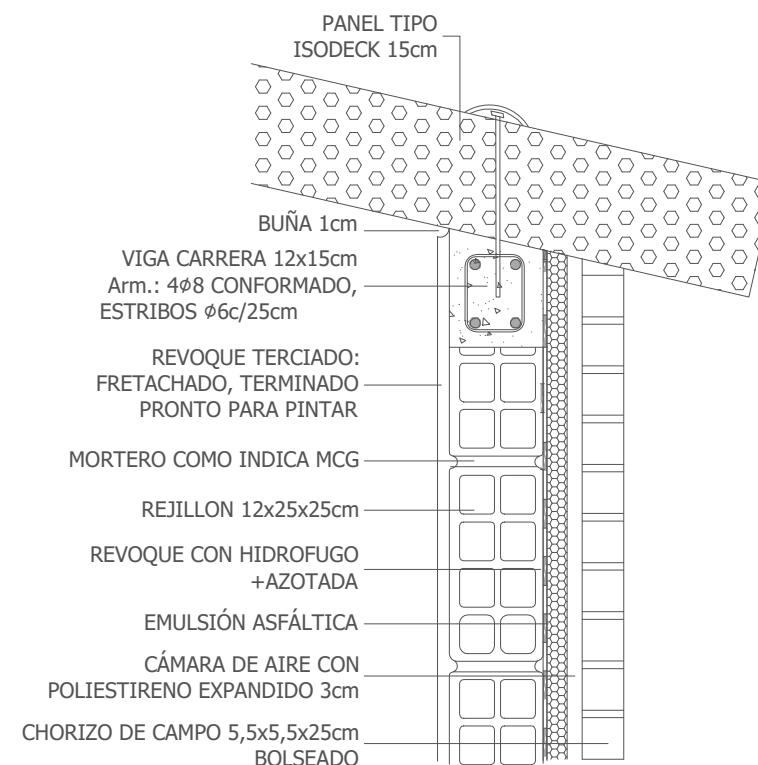 PANEL TIPO
ISODECK 15cm
BUÑA 1cm
VIGA CARRERA 12x15cm
Arm.: 4ø8 CONFORMADO,
ESTRIBOS ø6c/25cm
REVOQUE TERCIADO:
FRETACHADO, TERMINADO
PRONTO PARA PINTAR
MORTERO COMO INDICA MCG
REJILLON 12x25x25cm
REVOQUE CON HIDROFUGO
+AZOTADA
EMULSIÓN ASFÁLTICA
CÁMARA DE AIRE CON
POLIESTIRENO EXPANDIDO 3cm
CHORIZO DE CAMPO 5,5x5,5x25cm
BOLSEADO